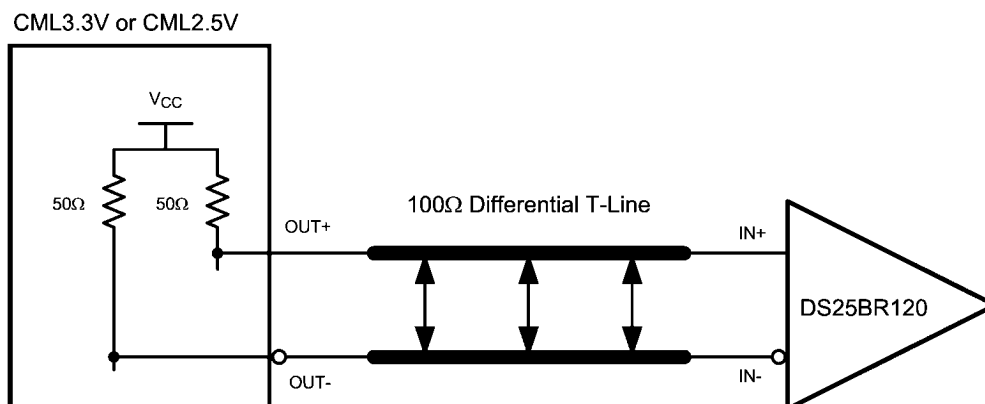 CML3.3V or CML2.5V
VCC
50Ω 50Ω
100Ω Differential T-Line
OUT+ IN+
DS25BR120
OUT- IN-